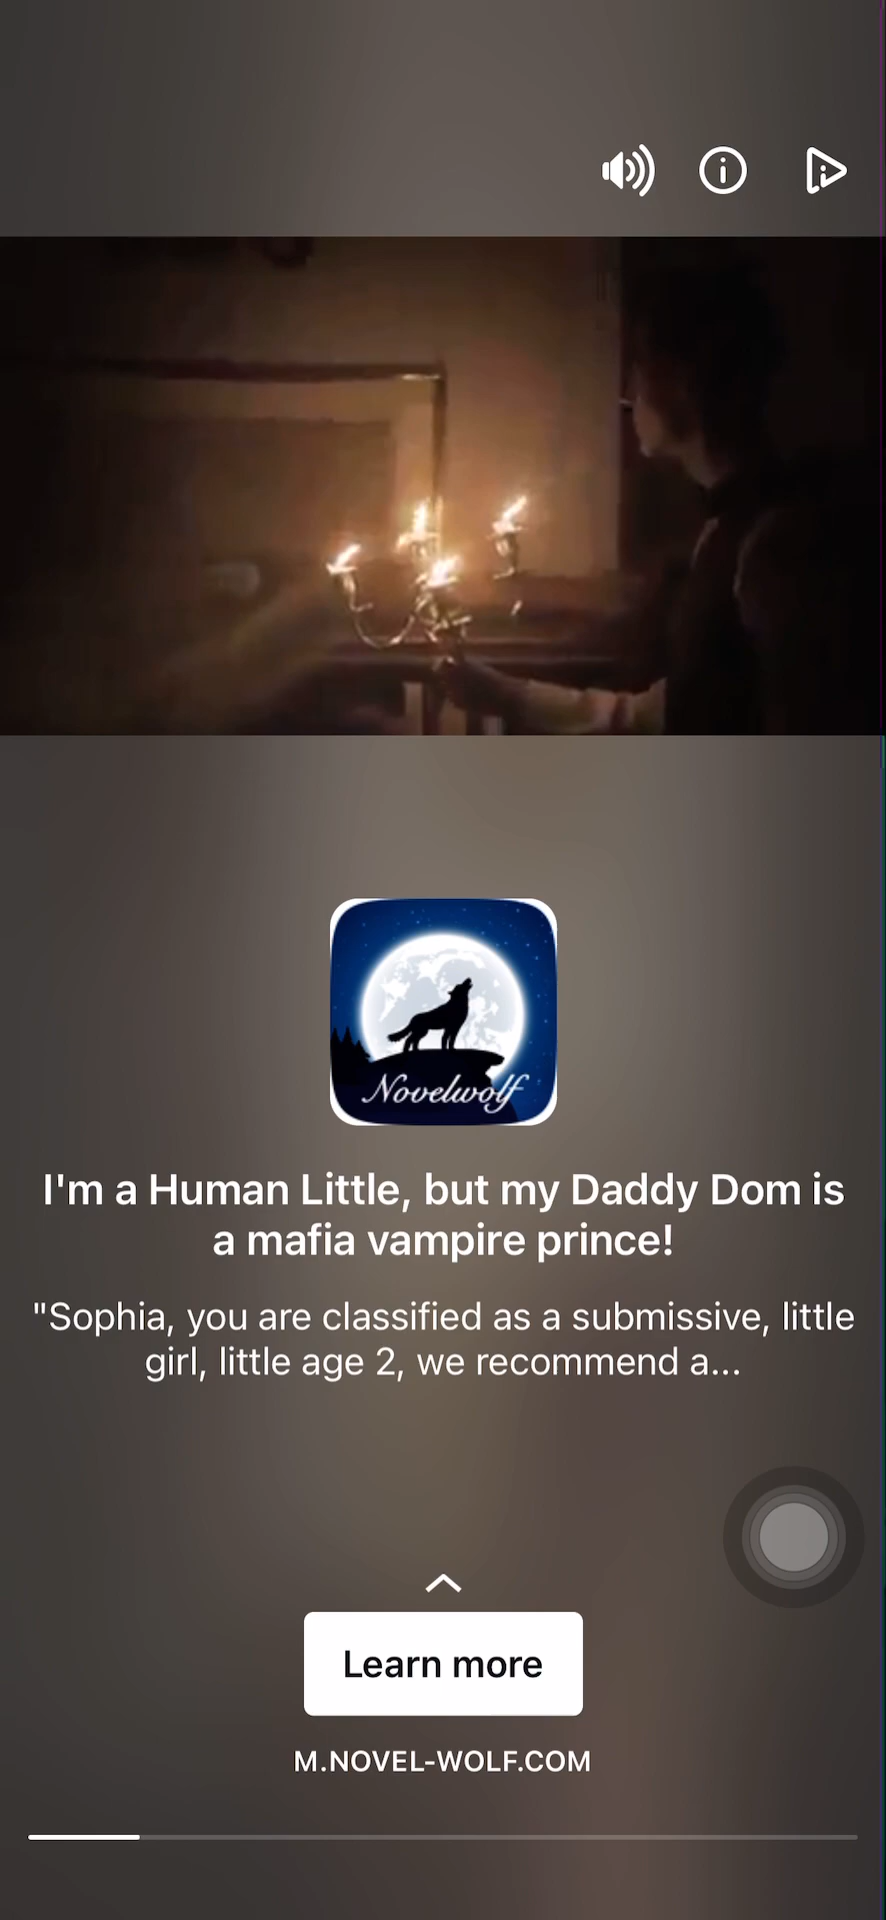 Novelwolf
I'm a Human Little, but my Daddy Dom is
a mafia vampire prince!
"Sophia, you are classified as a submissive, little
girl, little age 2, we recommend a...
Learn more
M.NOVEL-WOLF.COM